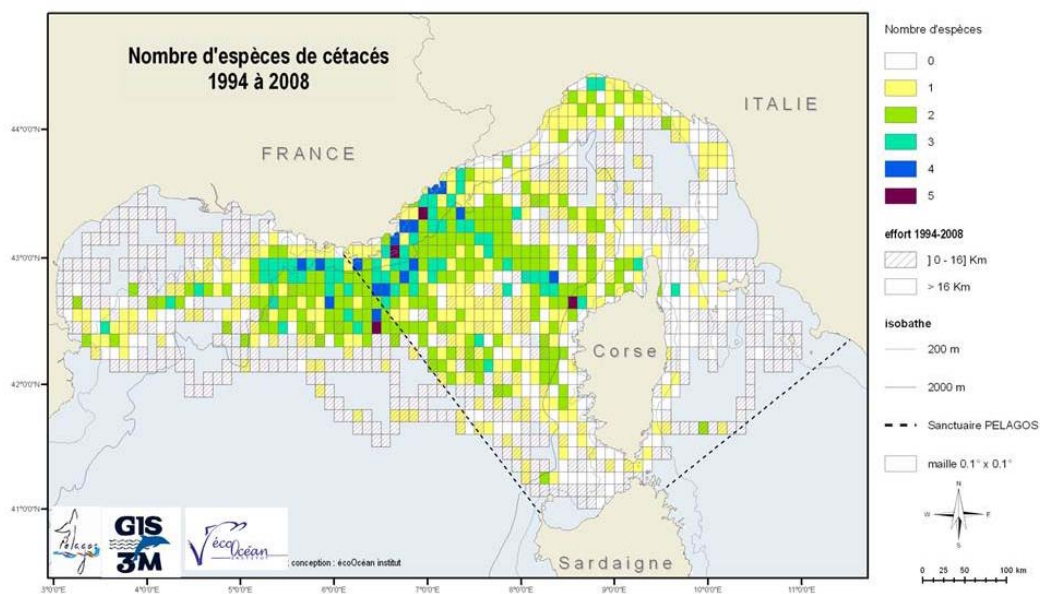 Nombre d'espèces de cétacés
1994 à 2008
FRANCE
ITALIE
Corse
Sardaigne
44°0'0"N
43°0'0"N
42°0'0"N
41°0'0"N
3°0'0"E
4°0'0"E
5°0'0"E
6°0'0"E
7°0'0"E
8°0'0"E
9°0'0"E
10°0'0"E
11°0'0"E
Pelagos
GIS
3M
écoOcéan
INSTITUT
conception : écoOcéan institut
Nombre d'espèces
0
1
2
3
4
5
effort 1994-2008
] 0 - 16] Km
> 16 Km
isobathe
200 m
2000 m
Sanctuaire PELAGOS
maille 0.1° x 0.1°
N
W
E
S
0 25 50 100 km